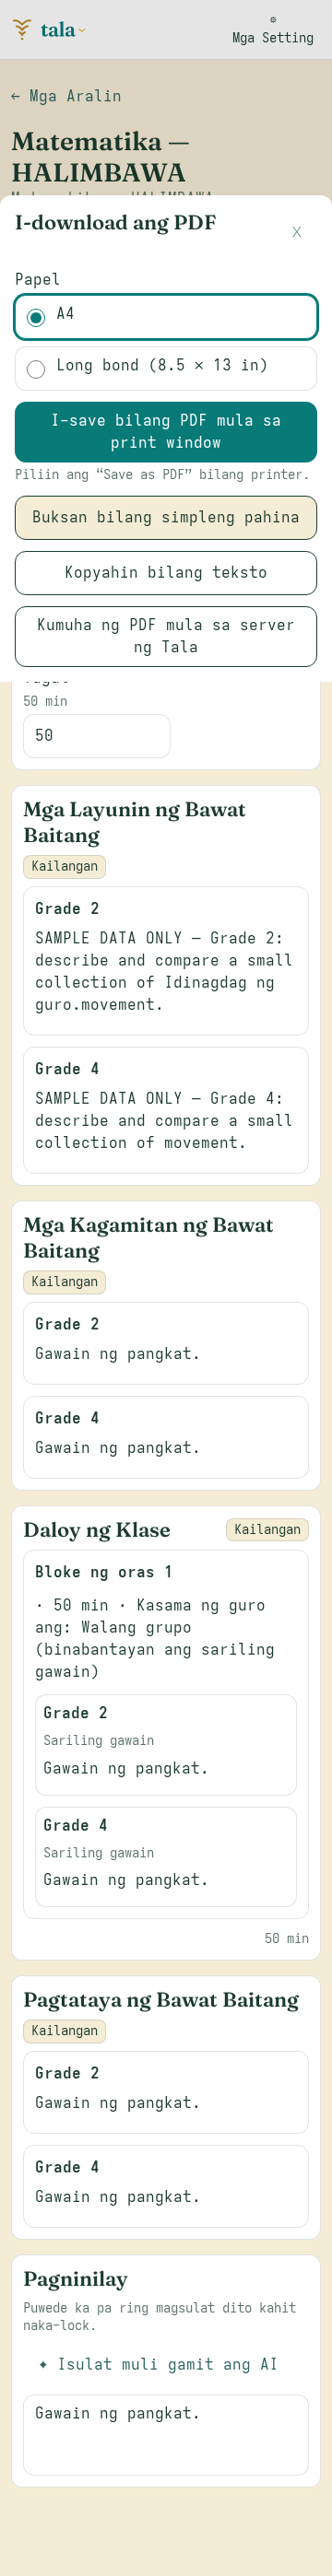 tala
Mga Setting
← Mga Aralin
Matematika —
HALIMBAWA
I-download ang PDF
X
Papel
A4
Long bond (8.5 × 13 in)
I-save bilang PDF mula sa
print window
Piliin ang “Save as PDF” bilang printer.
Buksan bilang simpleng pahina
Kopyahin bilang teksto
Kumuha ng PDF mula sa server
ng Tala
50 min
50
Mga Layunin ng Bawat
Baitang
Kailangan
Grade 2
SAMPLE DATA ONLY — Grade 2:
describe and compare a small
collection of Idinagdag ng
guro.movement.
Grade 4
SAMPLE DATA ONLY — Grade 4:
describe and compare a small
collection of movement.
Mga Kagamitan ng Bawat
Baitang
Kailangan
Grade 2
Gawain ng pangkat.
Grade 4
Gawain ng pangkat.
Daloy ng Klase
Kailangan
Bloke ng oras 1
· 50 min · Kasama ng guro
ang: Walang grupo
(binabantayan ang sariling
gawain)
Grade 2
Sariling gawain
Gawain ng pangkat.
Grade 4
Sariling gawain
Gawain ng pangkat.
50 min
Pagtataya ng Bawat Baitang
Kailangan
Grade 2
Gawain ng pangkat.
Grade 4
Gawain ng pangkat.
Pagninilay
Puwede ka pa ring magsulat dito kahit
naka-lock.
✦ Isulat muli gamit ang AI
Gawain ng pangkat.